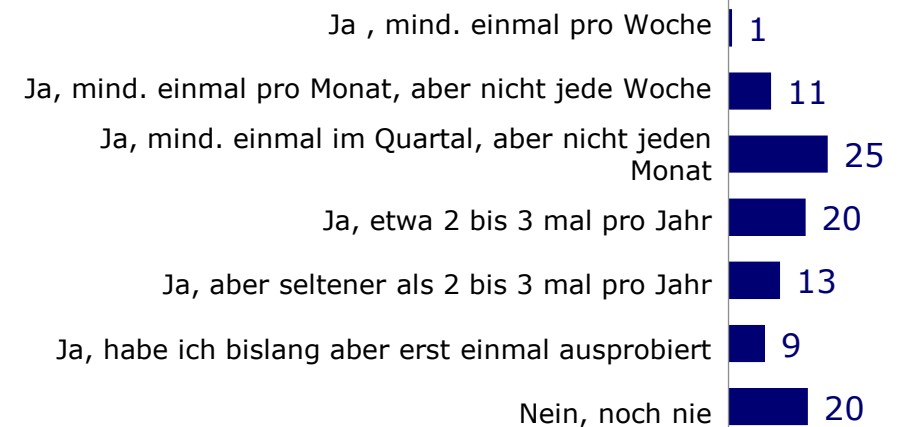 Ja , mind. einmal pro Woche 1
Ja, mind. einmal pro Monat, aber nicht jede Woche 11
Ja, mind. einmal im Quartal, aber nicht jeden
Monat 25
Ja, etwa 2 bis 3 mal pro Jahr 20
Ja, aber seltener als 2 bis 3 mal pro Jahr 13
Ja, habe ich bislang aber erst einmal ausprobiert 9
Nein, noch nie 20